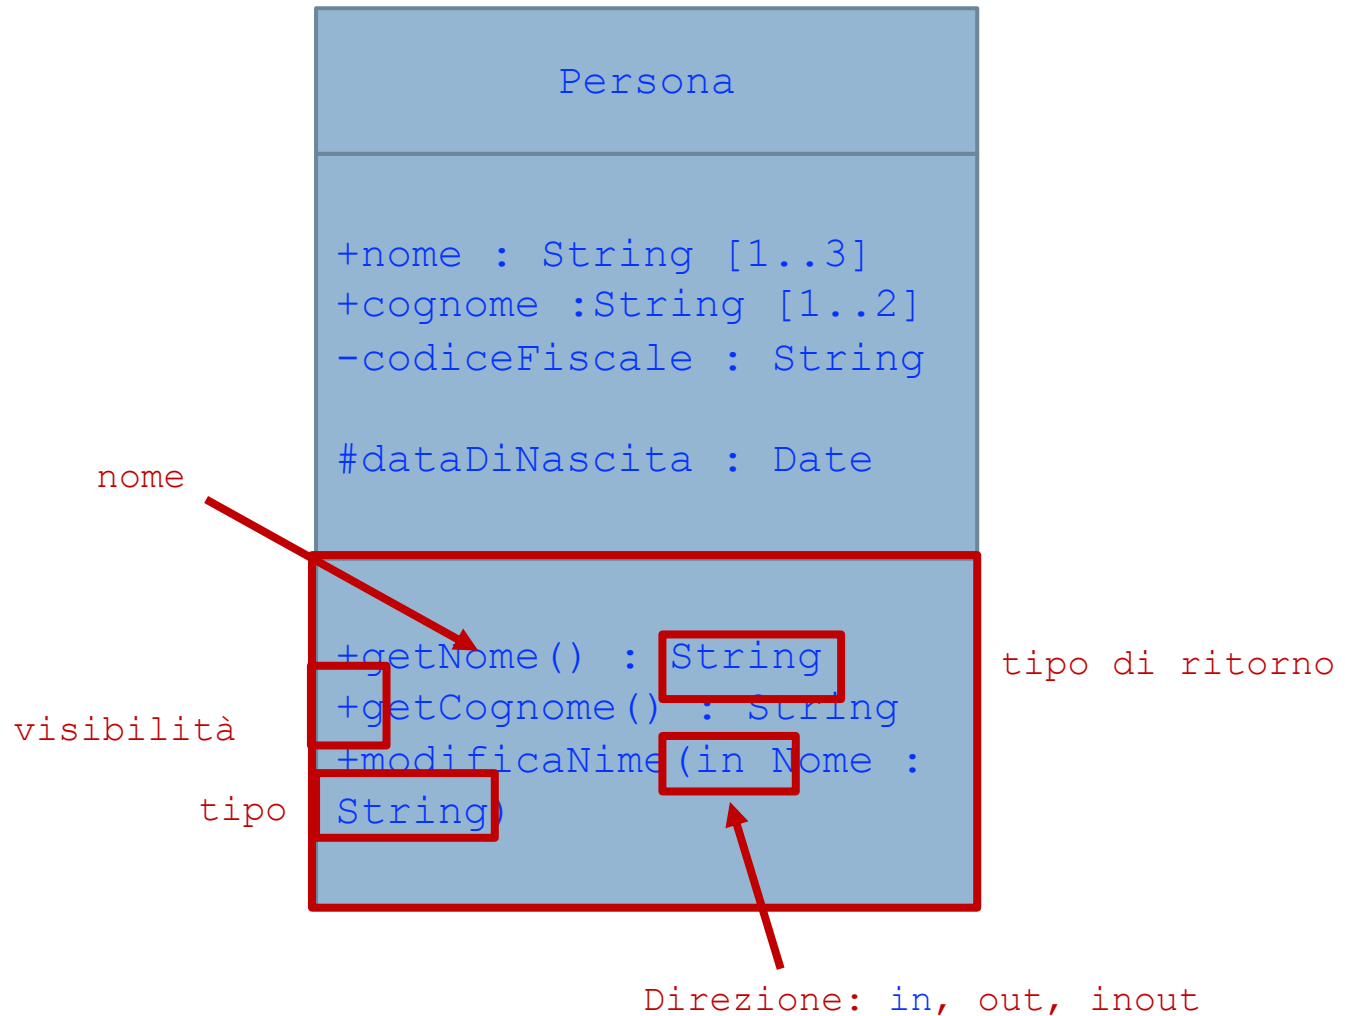 Persona
+nome : String [1..3]
+cognome :String [1..2]
-codiceFiscale : String
#dataDiNascita : Date
nome
+getNome() : String
tipo di ritorno
+getCognome() : String
visibilità
+modificaNime(in Nome :
tipo
String)
Direzione: in, out, inout